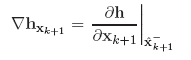 ∇h_{x_{k+1}} = ∂h/∂x_{k+1} |_{x̂^-_{k+1}}